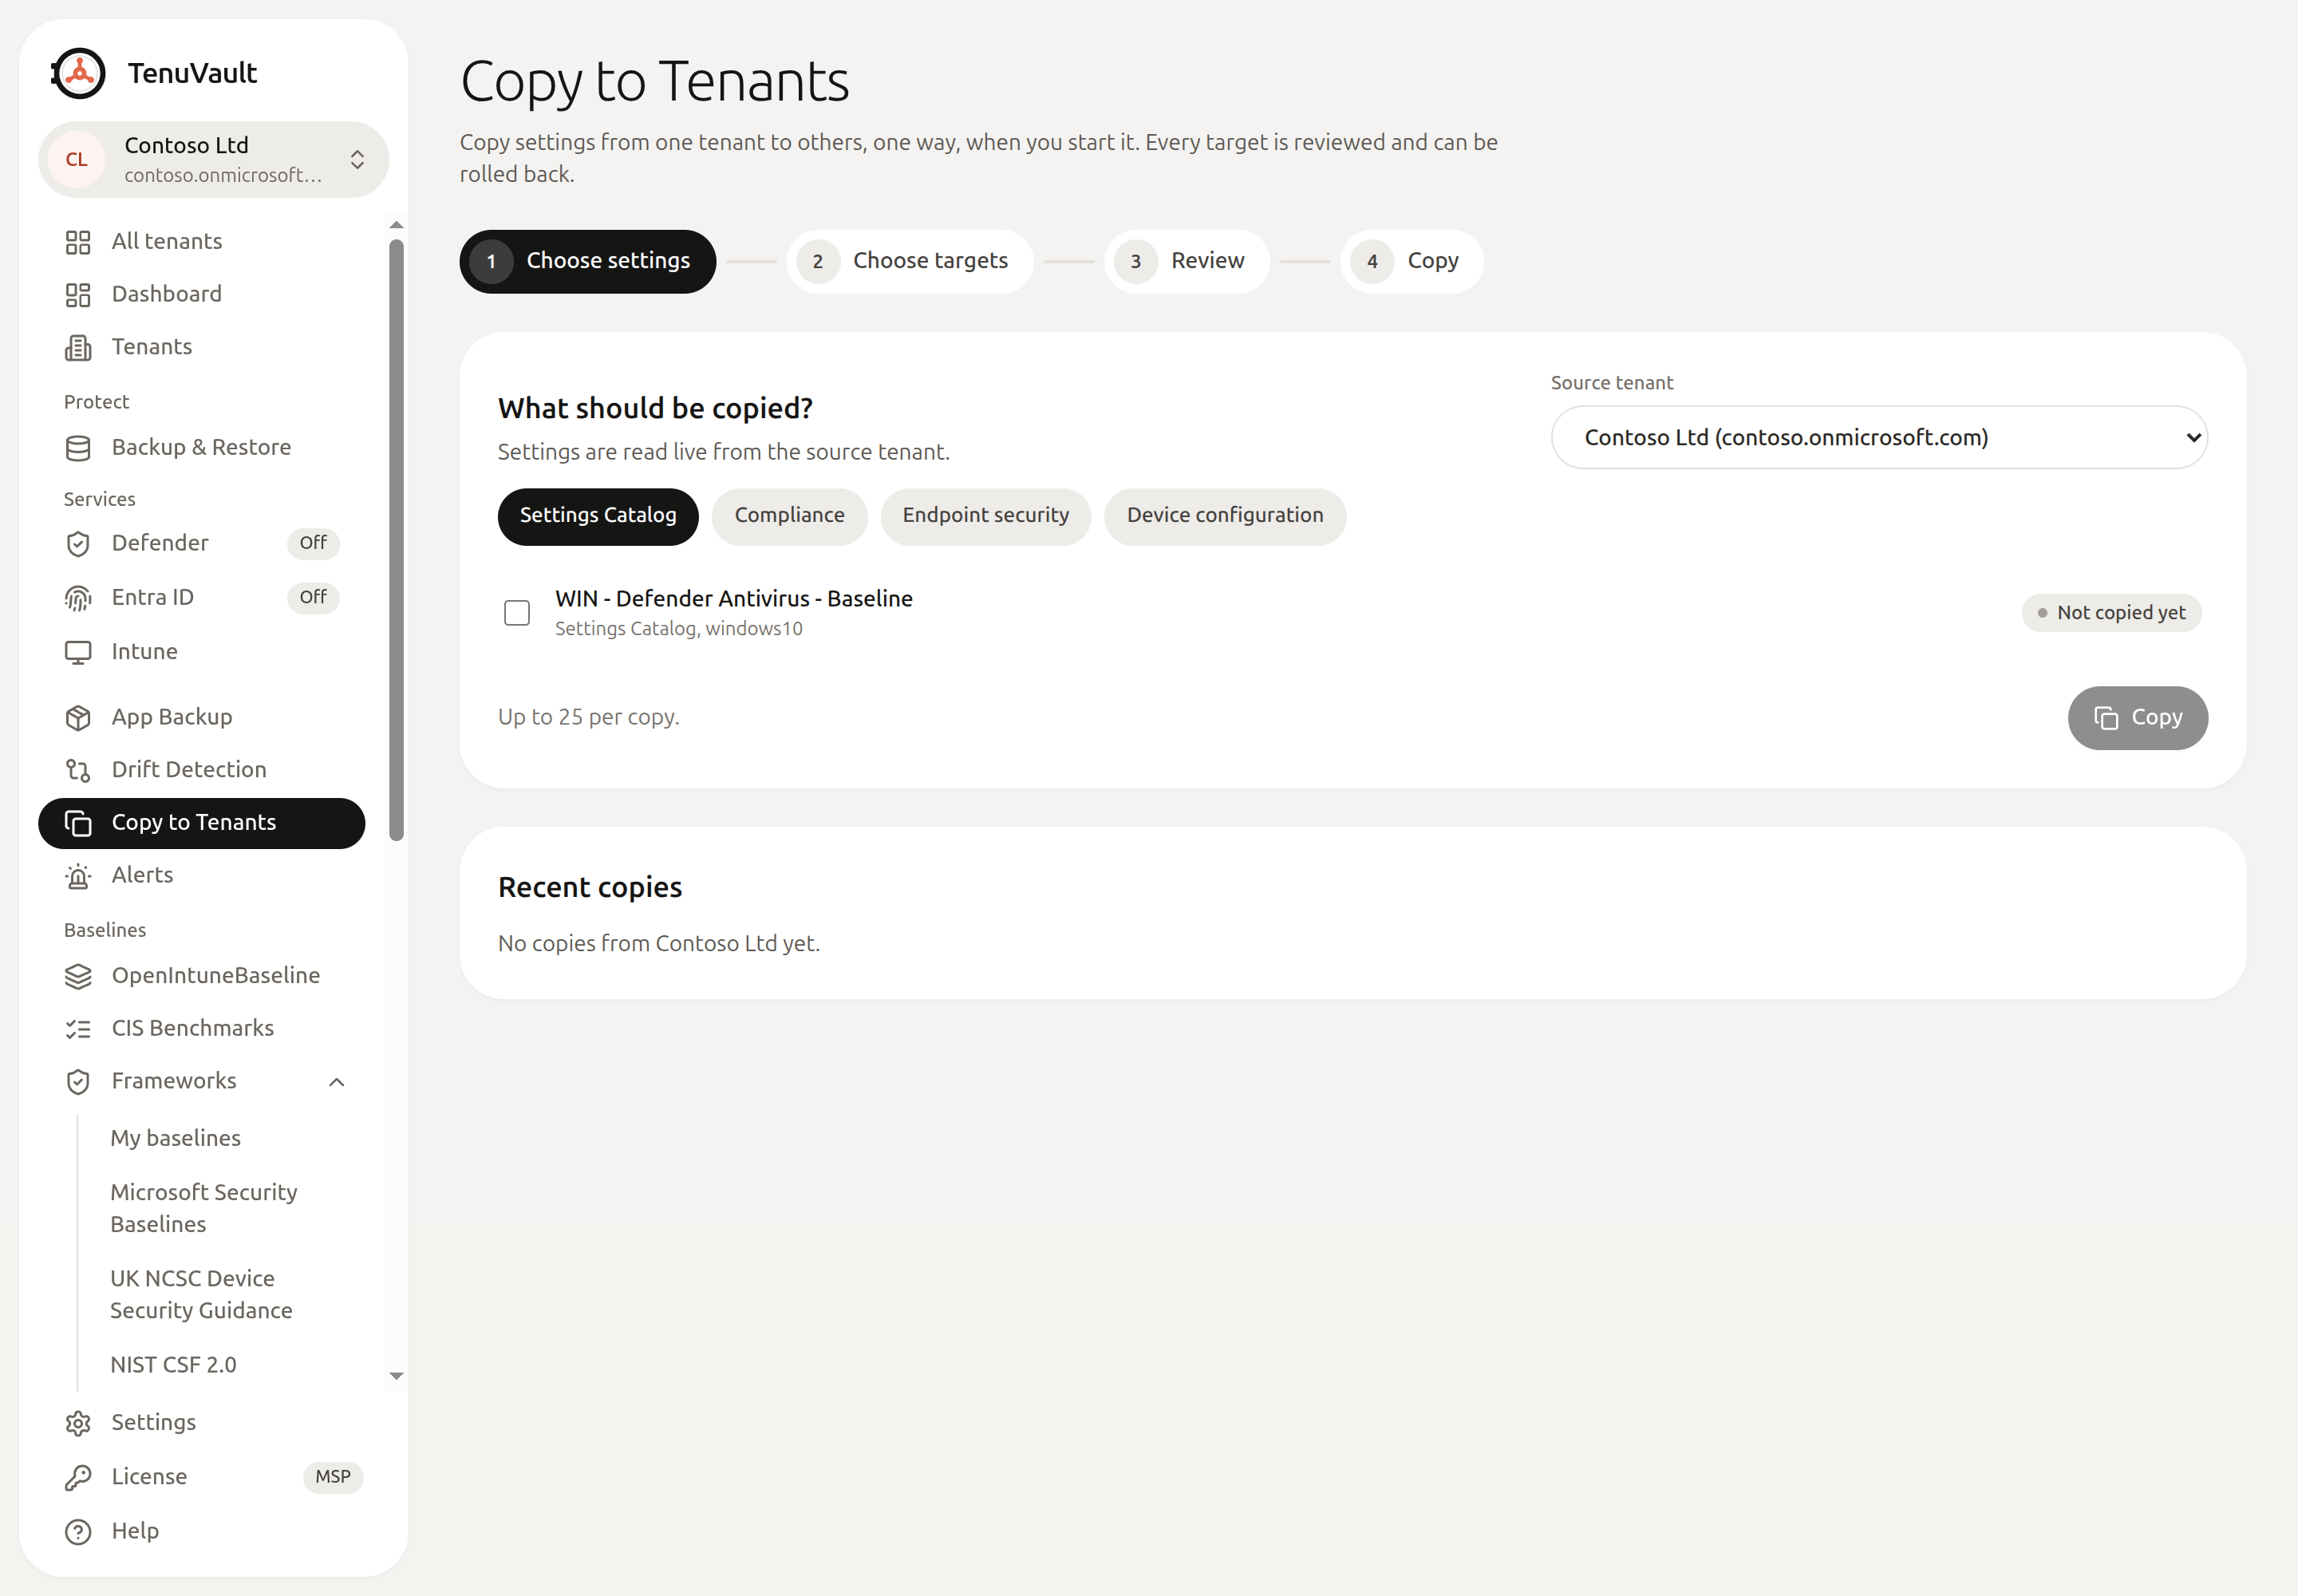 TenuVault
CL
Contoso Ltd
contoso.onmicrosoft...
All tenants
Dashboard
Tenants
Protect
Backup & Restore
Services
Defender
Off
Entra ID
Off
Intune
App Backup
Drift Detection
Copy to Tenants
Alerts
Baselines
OpenIntuneBaseline
CIS Benchmarks
Frameworks
My baselines
Microsoft Security
Baselines
UK NCSC Device
Security Guidance
NIST CSF 2.0
Settings
License
MSP
Help
Copy to Tenants
Copy settings from one tenant to others, one way, when you start it. Every target is reviewed and can be
rolled back.
1 Choose settings
2 Choose targets
3 Review
4 Copy
What should be copied?
Settings are read live from the source tenant.
Source tenant
Contoso Ltd (contoso.onmicrosoft.com)
Settings Catalog
Compliance
Endpoint security
Device configuration
WIN - Defender Antivirus - Baseline
Settings Catalog, windows10
Not copied yet
Up to 25 per copy.
Copy
Recent copies
No copies from Contoso Ltd yet.